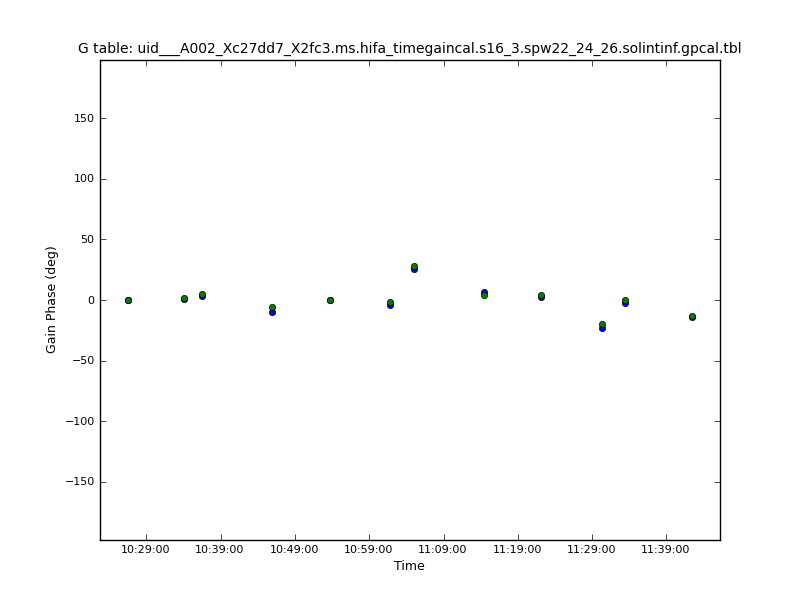 G table: uid___A002_Xc27dd7_X2fc3.ms.hifa_timegaincal.s16_3.spw22_24_26.solintinf.gpcal.tbl
150
100
50
0
−50
−100
−150
Gain Phase (deg)
10:29:00 10:39:00 10:49:00 10:59:00 11:09:00 11:19:00 11:29:00 11:39:00
Time